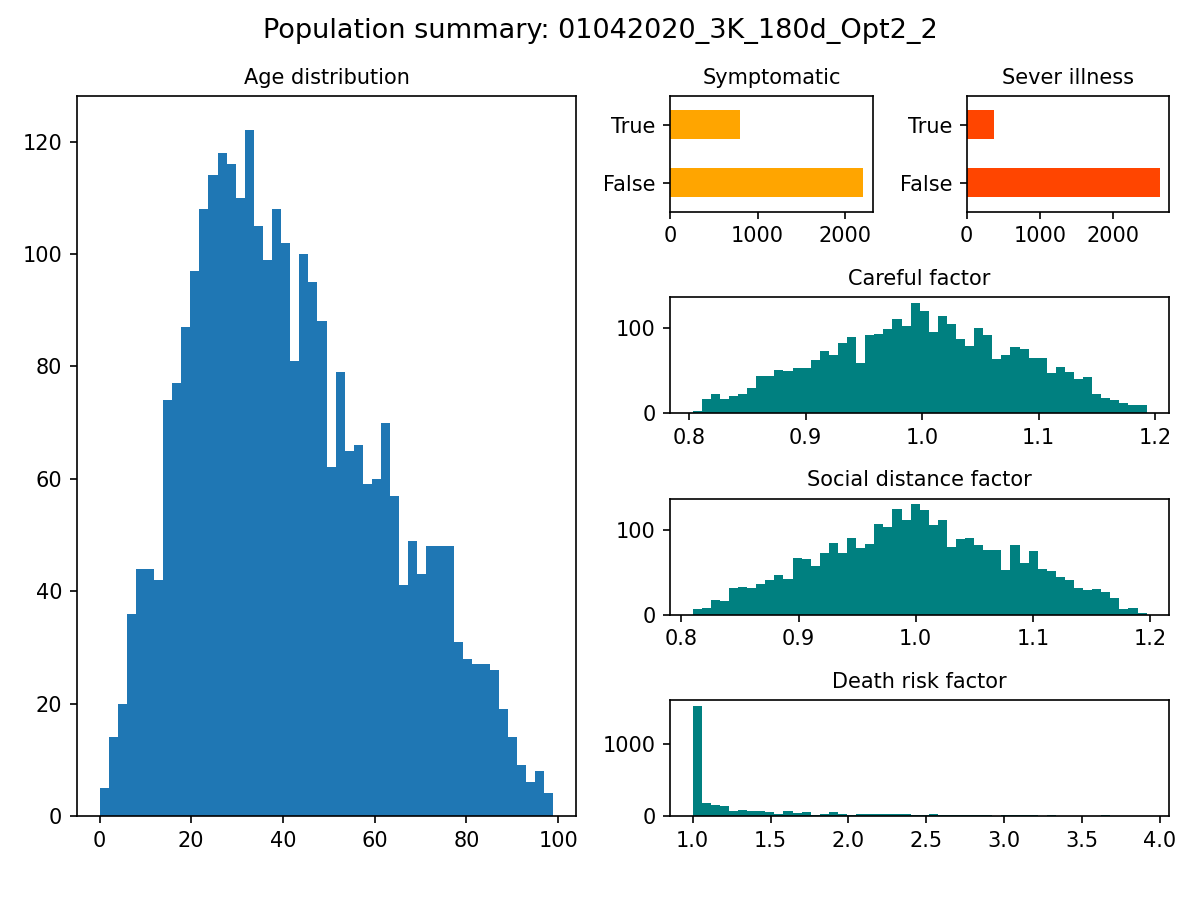 Population summary: 01042020_3K_180d_Opt2_2
Age distribution
120
100
80
60
40
20
0
0 20 40 60 80 100
Symptomatic
True
False
0 1000 2000
Sever illness
True
False
0 1000 2000
Careful factor
100
0
0.8 0.9 1.0 1.1 1.2
Social distance factor
100
0
0.8 0.9 1.0 1.1 1.2
Death risk factor
1000
0
1.0 1.5 2.0 2.5 3.0 3.5 4.0